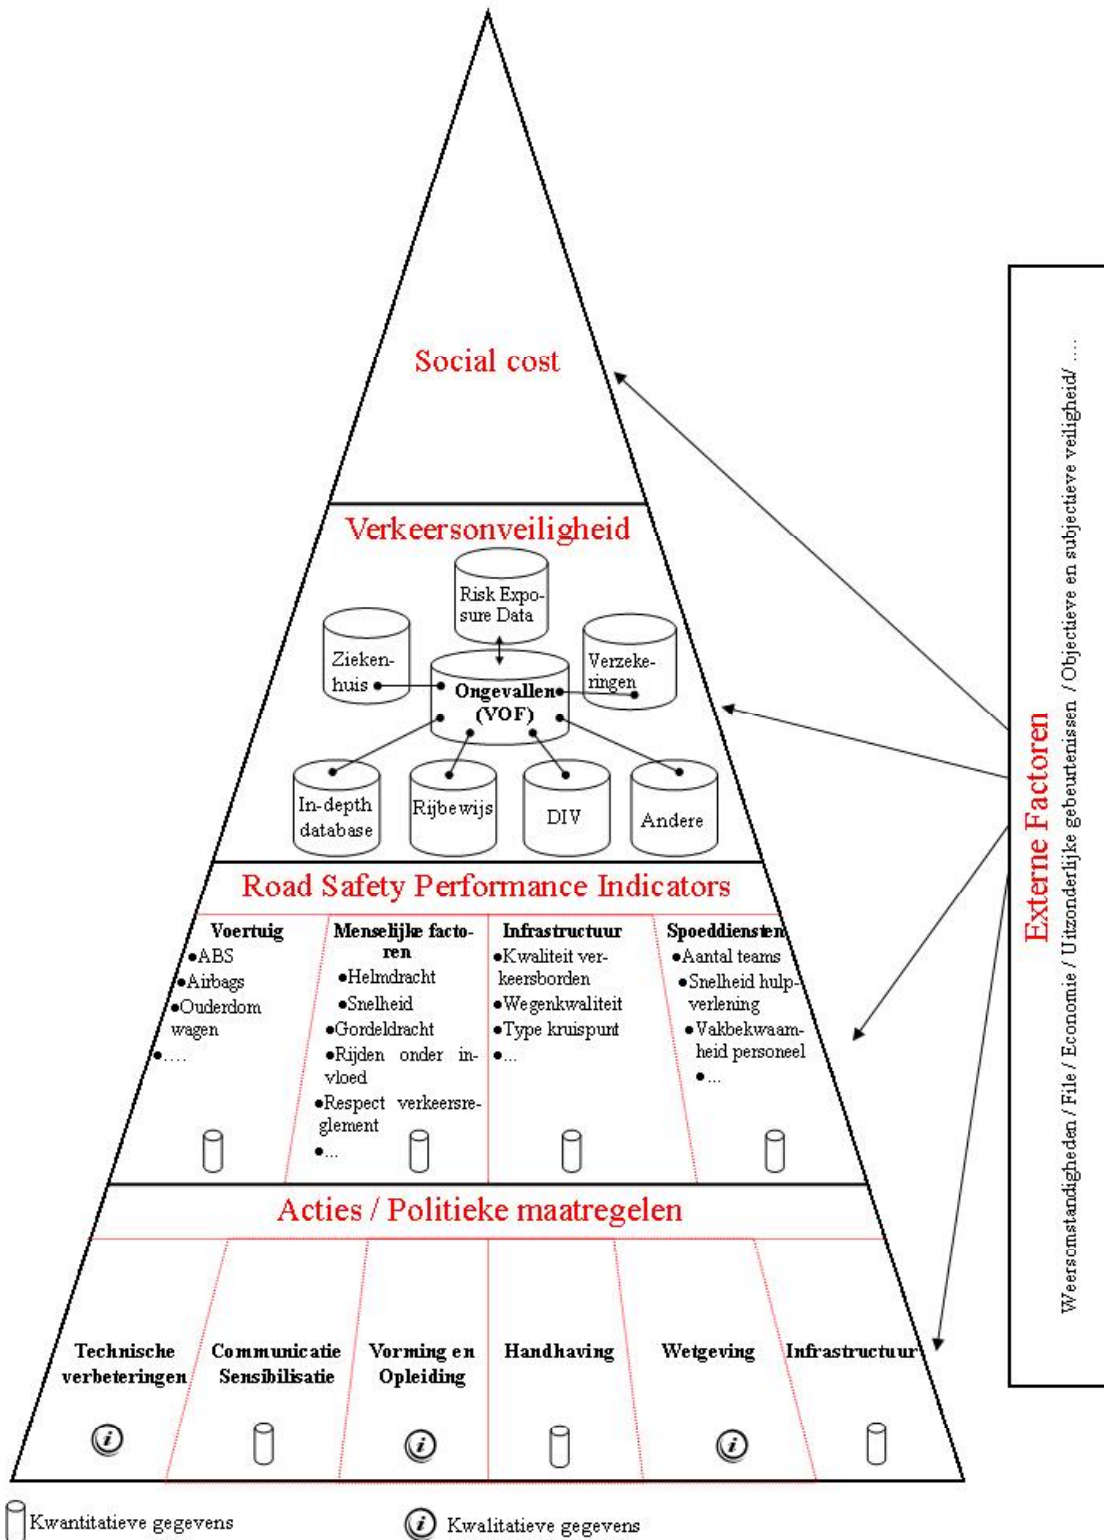 Social cost
Verkeersonveiligheid
Risk Expo-
sure Data
Zieken-
huis
Verzeke-
ringen
Ongevallen
(VOF)
In-depth
database
Rijbewijs
DIV
Andere
Road Safety Performance Indicators
Voertuig
●ABS
●Airbags
●Ouderdom
wagen
●....
Menselijke facto-
ren
●Helmdracht
●Snelheid
●Gordeldracht
●Rijden onder in-
vloed
●Respect verkeersre-
glement
●...
Infrastructuur
●Kwaliteit ver-
keersborden
●Wegenkwaliteit
●Type kruispunt
●...
Spoeddiensten
●Aantal teams
●Snelheid hulp-
verlening
●Vakbekwaam-
heid personeel
●...
Acties / Politieke maatregelen
Technische
verbeteringen
Communicatie
Sensibilisatie
Vorming en
Opleiding
Handhaving
Wetgeving
Infrastructuur
i
i
i
Externe Factoren
Weersomstandigheden / File / Economie / Uitzonderlijke gebeurtenissen / Objectieve en subjectieve veiligheid/ ....
Kwantitatieve gegevens
i
Kwalitatieve gegevens